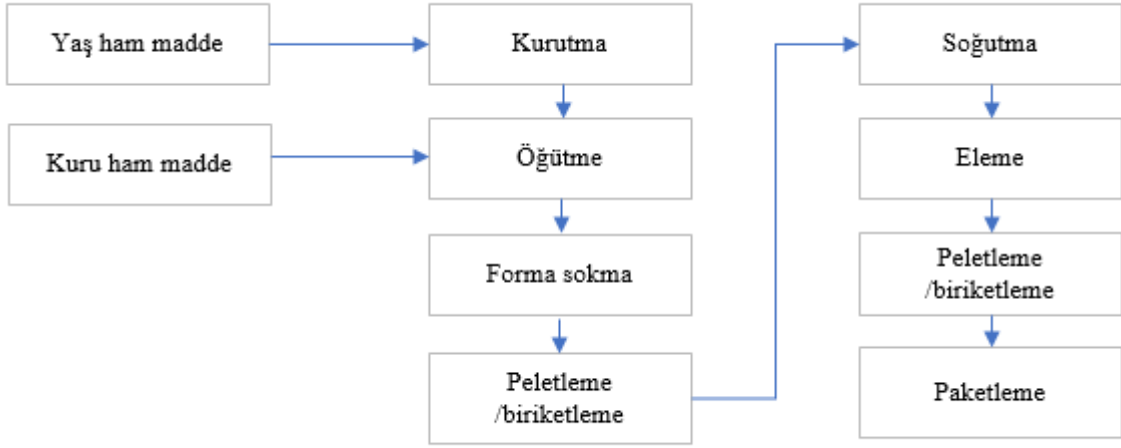 Yaş ham madde
Kurutma
Soğutma
Kuru ham madde
Öğütme
Eleme
Forma sokma
Peletleme
/biriketleme
Peletleme
/biriketleme
Paketleme